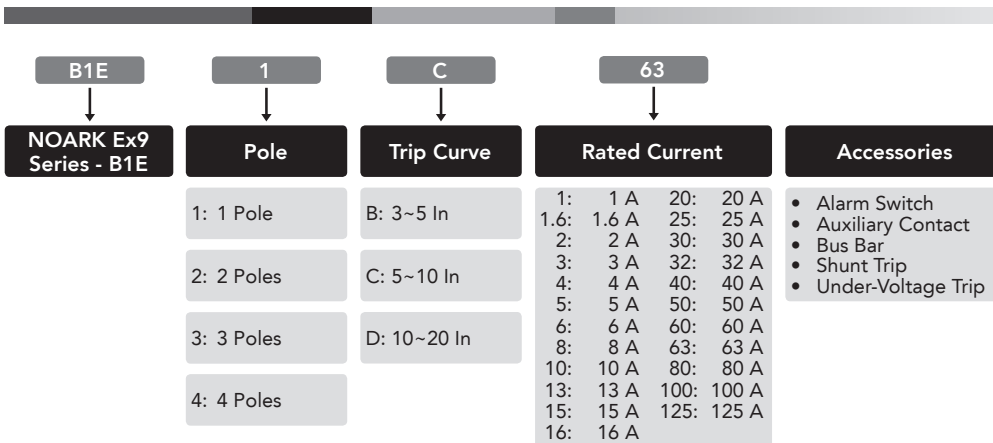 B1E 1 C 63
NOARK Ex9
Series - B1E
Pole
Trip Curve
Rated Current
Accessories
1: 1 Pole
2: 2 Poles
3: 3 Poles
4: 4 Poles
B: 3~5 In
C: 5~10 In
D: 10~20 In
1: 1 A 20: 20 A
1.6: 1.6 A 25: 25 A
2: 2 A 30: 30 A
3: 3 A 32: 32 A
4: 4 A 40: 40 A
5: 5 A 50: 50 A
6: 6 A 60: 60 A
8: 8 A 63: 63 A
10: 10 A 80: 80 A
13: 13 A 100: 100 A
15: 15 A 125: 125 A
16: 16 A
• Alarm Switch
• Auxiliary Contact
• Bus Bar
• Shunt Trip
• Under-Voltage Trip